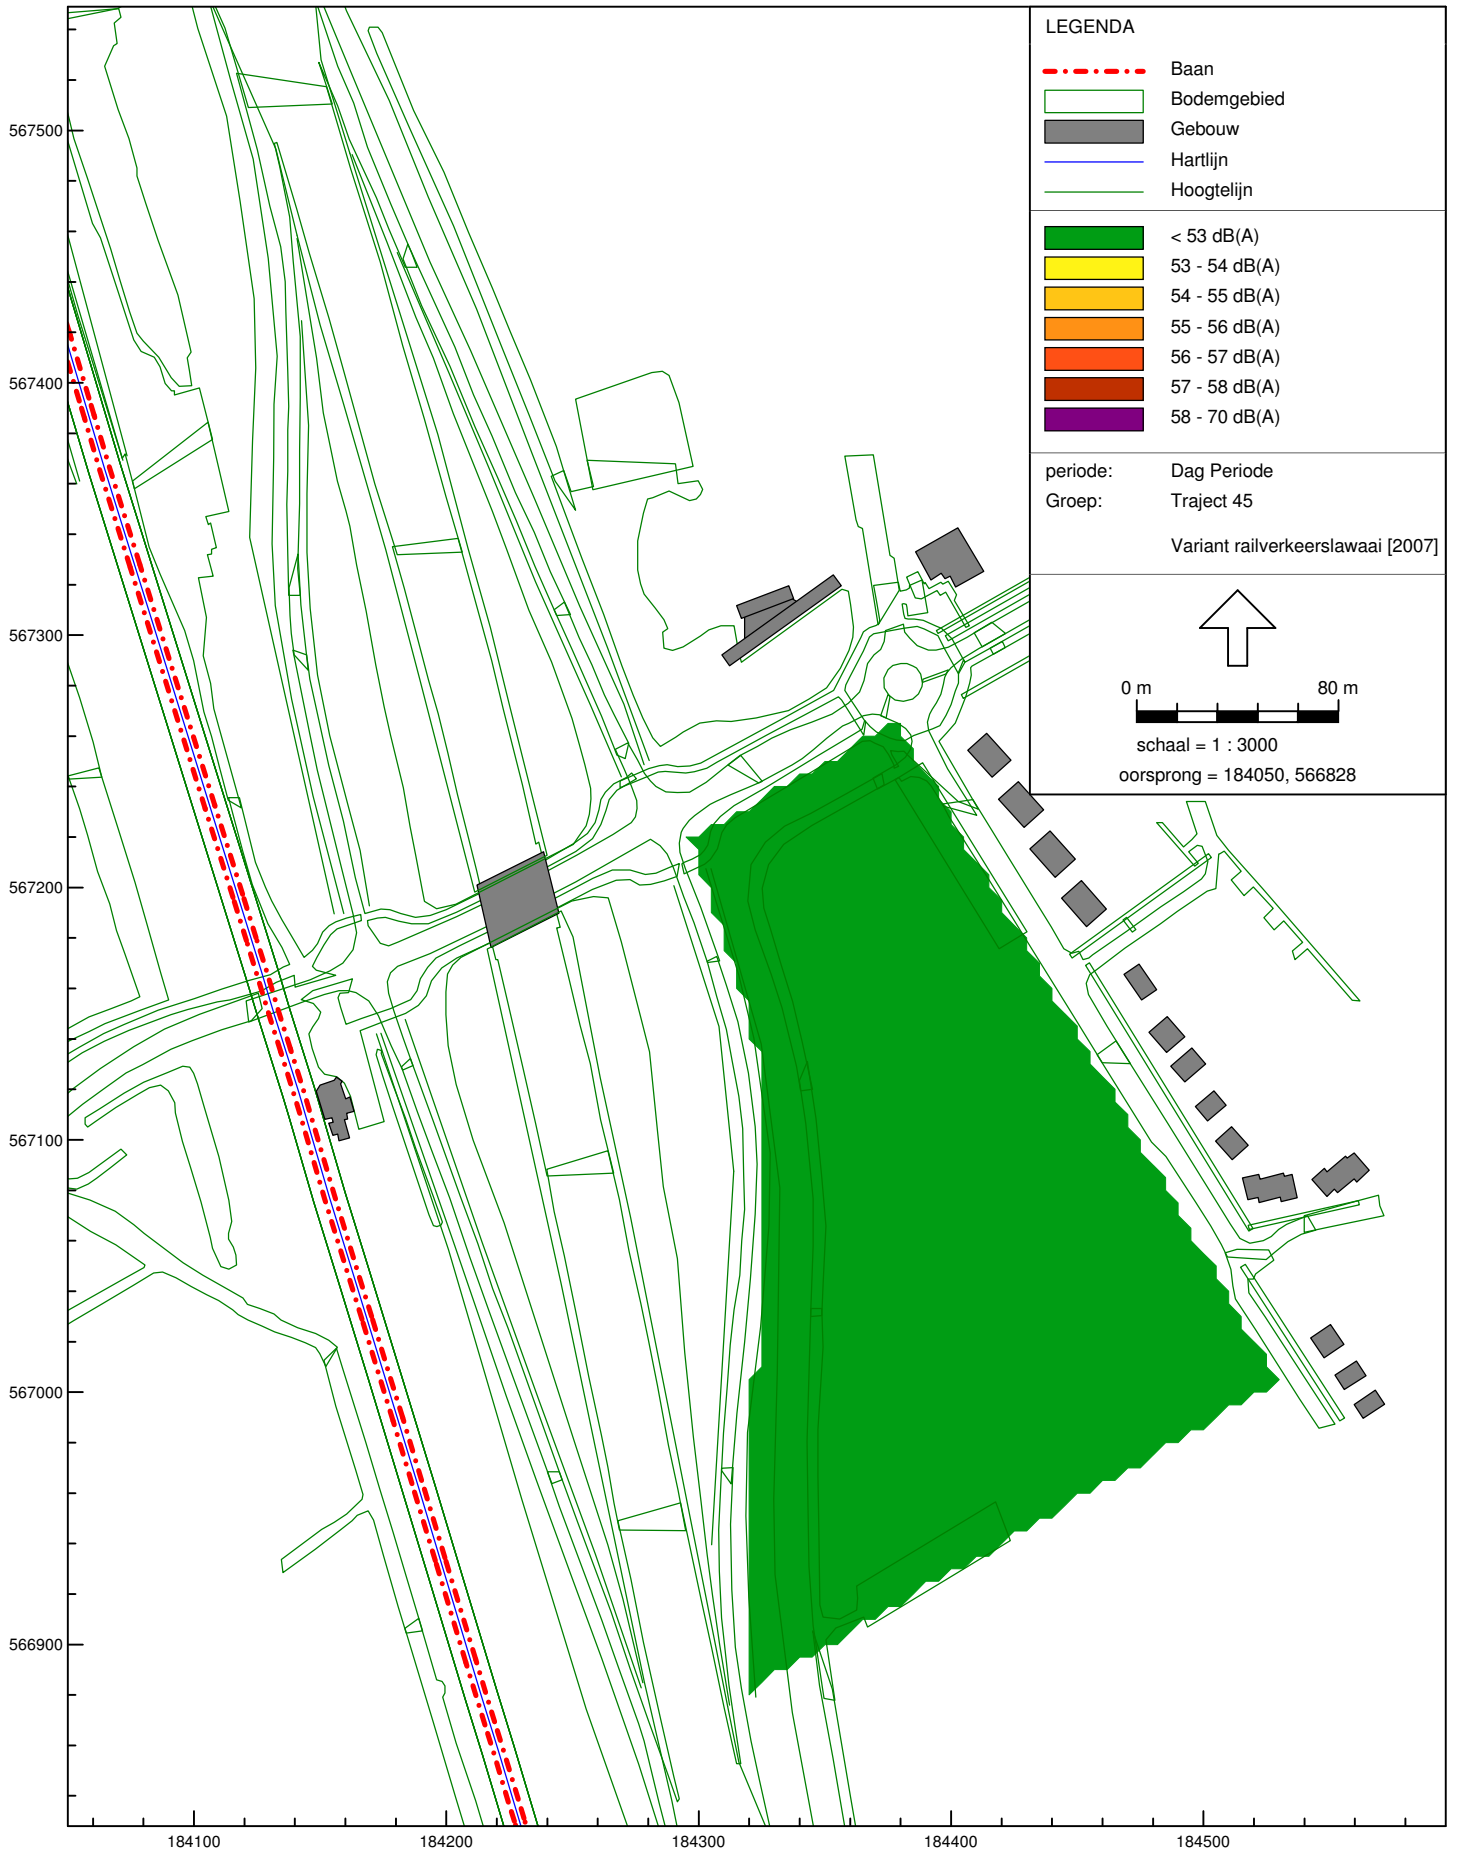 LEGENDA
Baan
Bodemgebied
Gebouw
Hartlijn
Hoogtelijn
< 53 dB(A)
53 - 54 dB(A)
54 - 55 dB(A)
55 - 56 dB(A)
56 - 57 dB(A)
57 - 58 dB(A)
58 - 70 dB(A)
periode: Dag Periode
Groep: Traject 45
Variant railverkeerslawaai [2007]
0 m 80 m
schaal = 1 : 3000
oorsprong = 184050, 566828
567500
567400
567300
567200
567100
567000
566900
184100 184200 184300 184400 184500